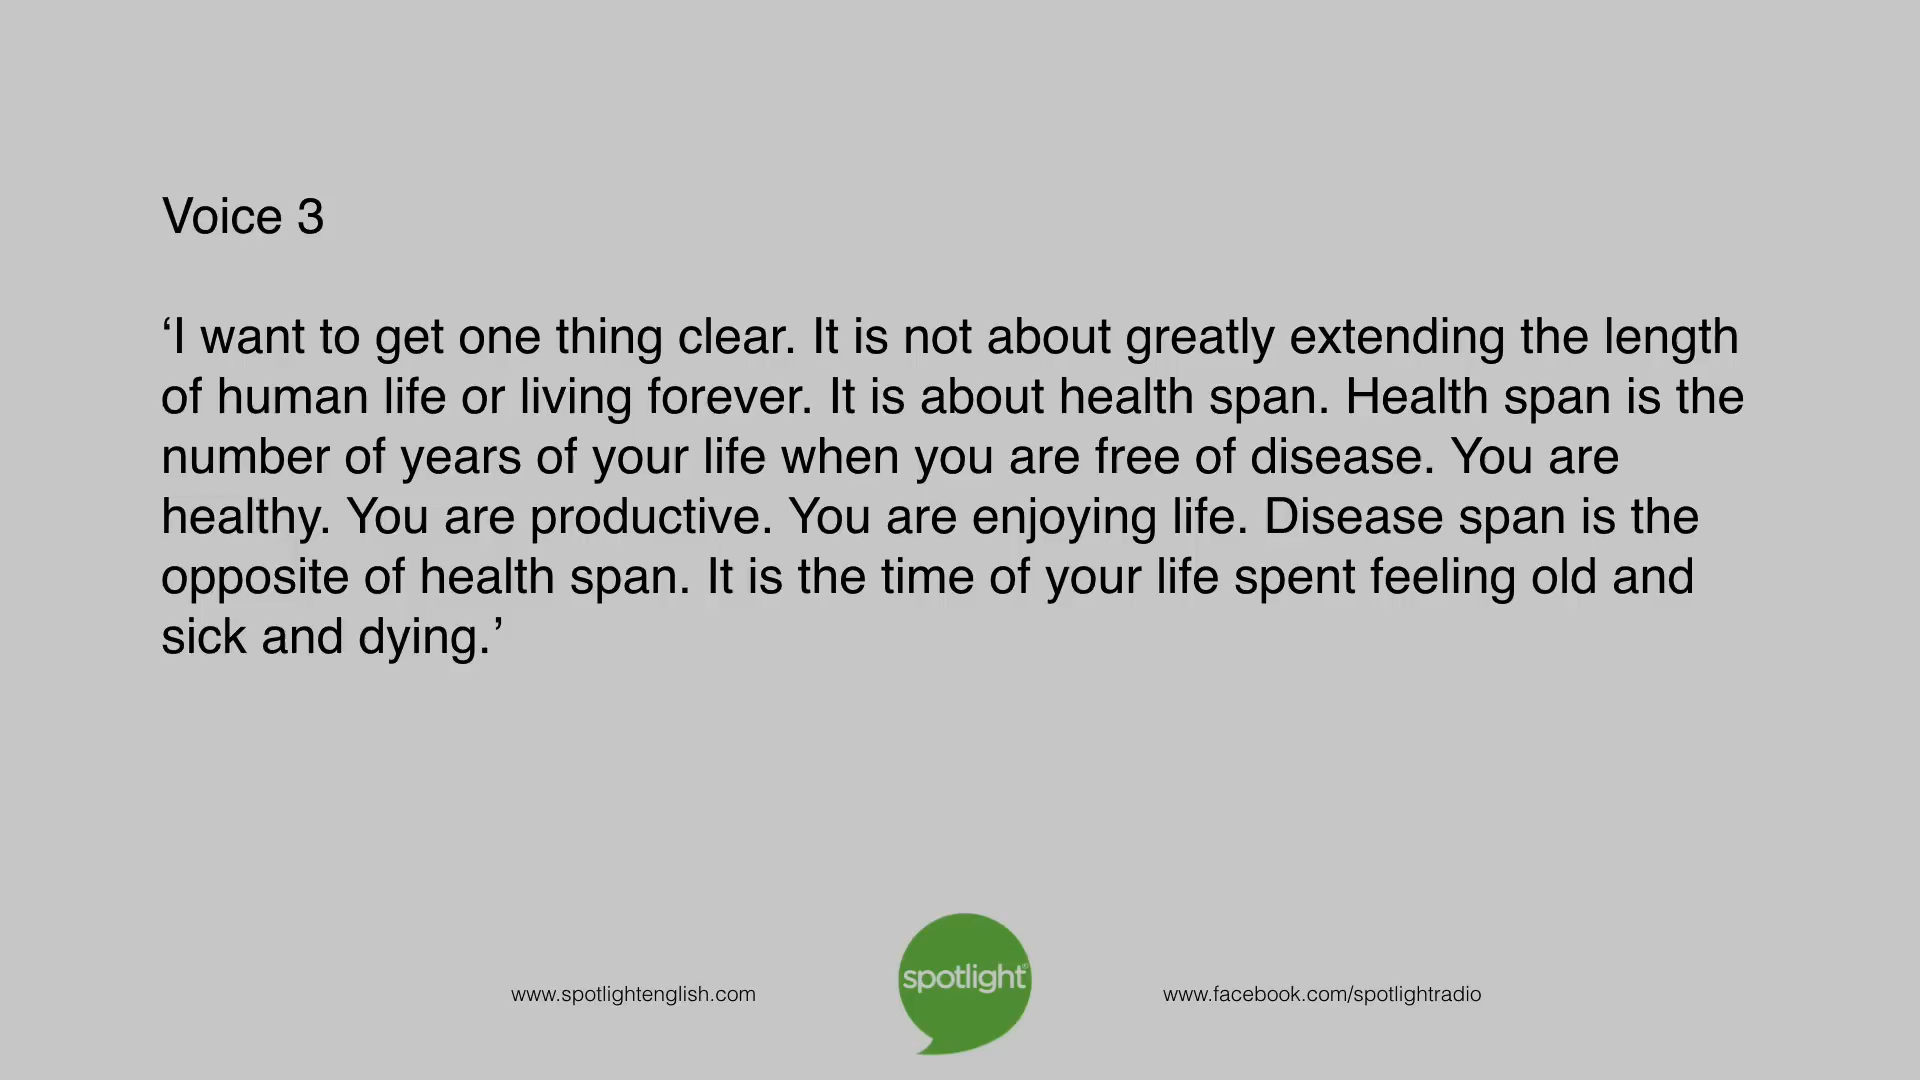 Voice 3
‘I want to get one thing clear. It is not about greatly extending the length
of human life or living forever. It is about health span. Health span is the
number of years of your life when you are free of disease. You are
healthy. You are productive. You are enjoying life. Disease span is the
opposite of health span. It is the time of your life spent feeling old and
sick and dying.’
spotlight®
www.spotlightenglish.com
www.facebook.com/spotlightradio